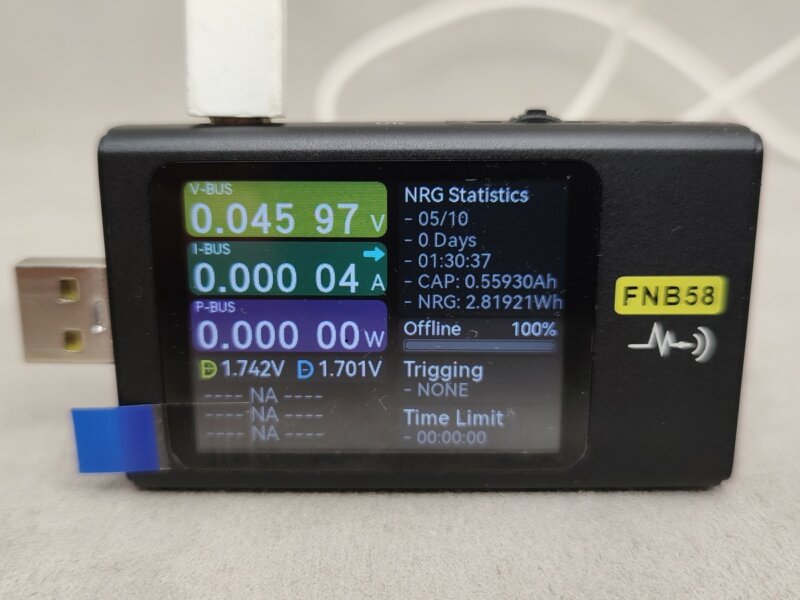 V-BUS
0.045 97 V
I-BUS
0.000 04 A
P-BUS
0.000 00 W
D 1.742V D 1.701V
---- NA ----
---- NA ----
---- NA ----
NRG Statistics
- 05/10
- 0 Days
- 01:30:37
- CAP: 0.55930Ah
- NRG: 2.81921Wh
Offline 100%
Trigging
- NONE
Time Limit
- 00:00:00
FNB58